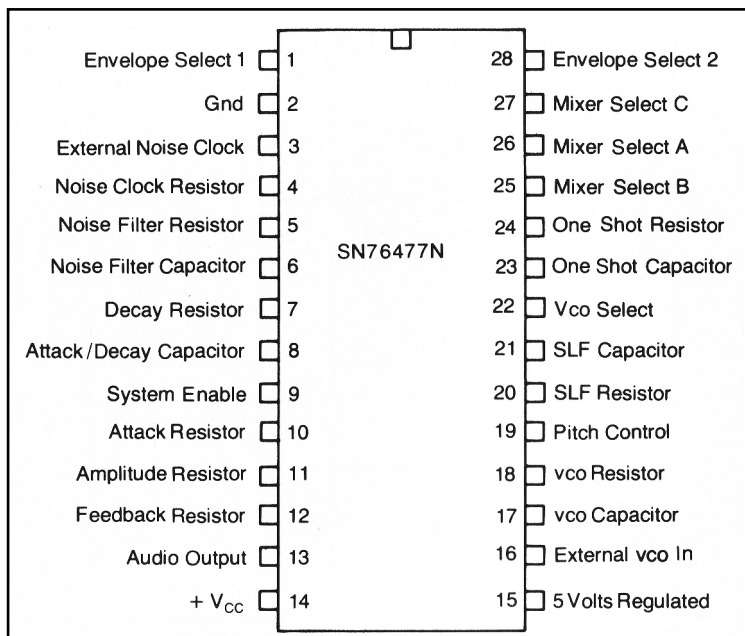 Envelope Select 1 1 28 Envelope Select 2
Gnd 2 27 Mixer Select C
External Noise Clock 3 26 Mixer Select A
Noise Clock Resistor 4 25 Mixer Select B
Noise Filter Resistor 5 24 One Shot Resistor
SN76477N
Noise Filter Capacitor 6 23 One Shot Capacitor
Decay Resistor 7 22 Vco Select
Attack/Decay Capacitor 8 21 SLF Capacitor
System Enable 9 20 SLF Resistor
Attack Resistor 10 19 Pitch Control
Amplitude Resistor 11 18 vco Resistor
Feedback Resistor 12 17 vco Capacitor
Audio Output 13 16 External vco In
+ VCC 14 15 5 Volts Regulated